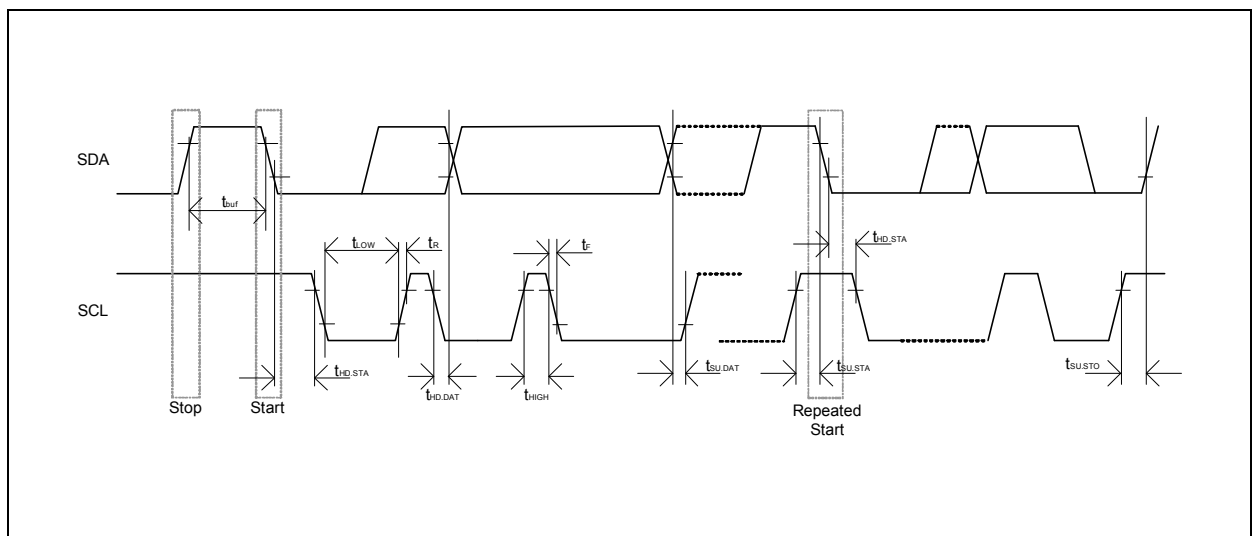 SDA
tbuf
tLOW
tR
tF
tHD.STA
SCL
tHD.STA
tHD.DAT
tHIGH
tSU.DAT
tSU.STA
tSU.STO
Stop
Start
Repeated
Start